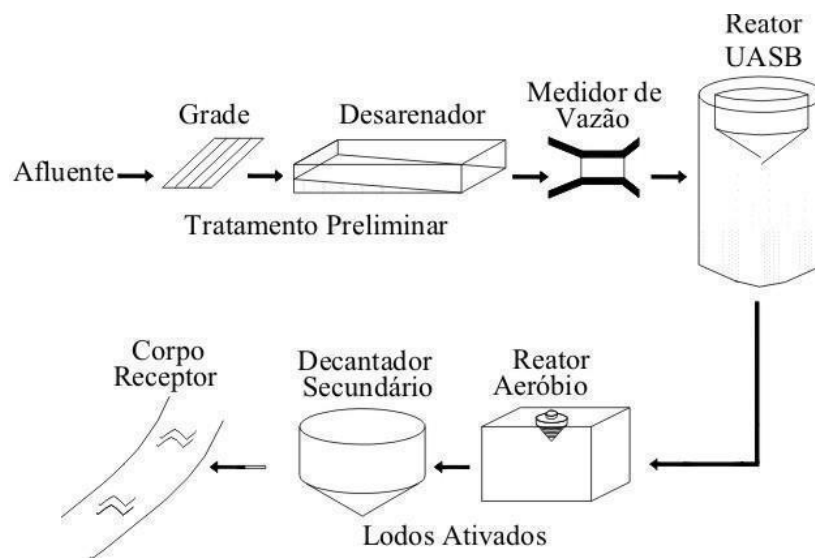 Reator
UASB
Medidor de
Vazão
Desarenador
Grade
Afluente
Tratamento Preliminar
Corpo
Receptor
Decantador
Secundário
Reator
Aeróbio
Lodos Ativados